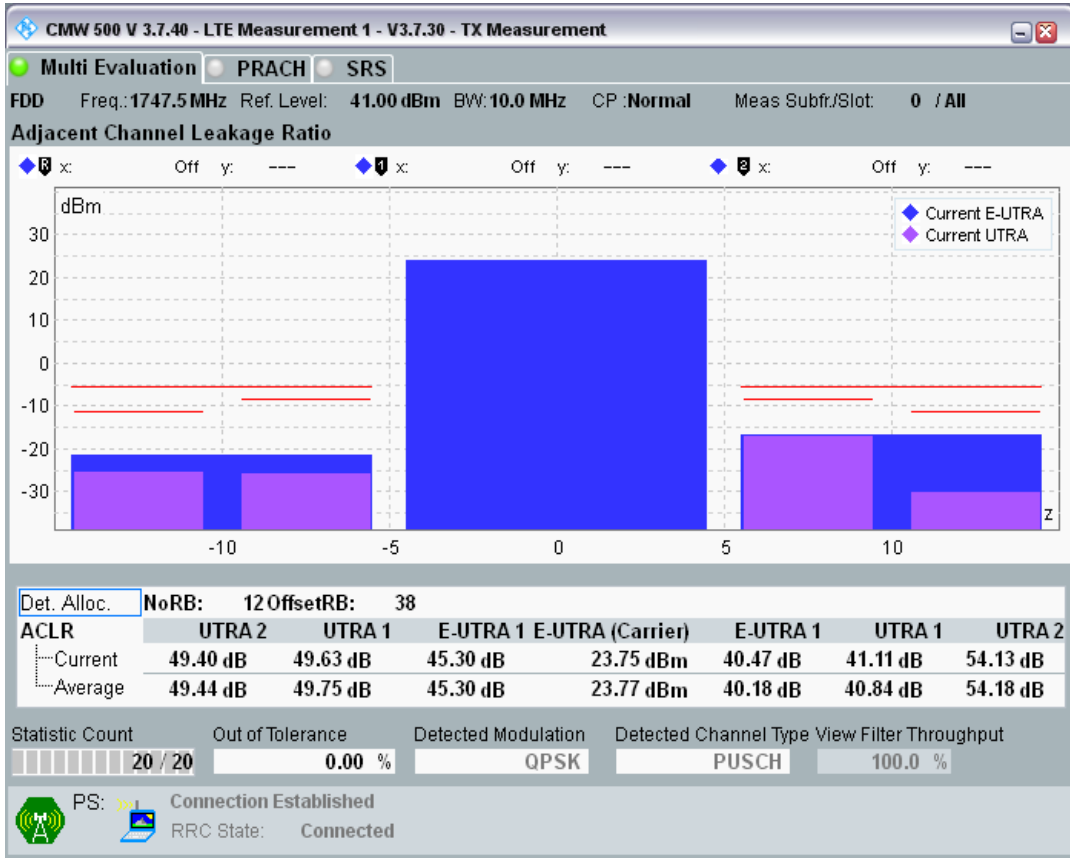 CMW 500 V 3.7.40 - LTE Measurement 1 - V3.7.30 - TX Measurement
Multi Evaluation PRACH SRS
FDD Freq.: 1747.5 MHz Ref. Level: 41.00 dBm BW: 10.0 MHz CP : Normal Meas Subfr./Slot: 0 / All
Adjacent Channel Leakage Ratio
R x: Off y: --- 1 x: Off y: --- 2 x: Off y: ---
dBm
Current E-UTRA
Current UTRA
30
20
10
0
-10
-20
-30
z
-10 -5 0 5 10
Det. Alloc. NoRB: 12 OffsetRB: 38
ACLR UTRA 2 UTRA 1 E-UTRA 1 E-UTRA (Carrier) E-UTRA 1 UTRA 1 UTRA 2
Current 49.40 dB 49.63 dB 45.30 dB 23.75 dBm 40.47 dB 41.11 dB 54.13 dB
Average 49.44 dB 49.75 dB 45.30 dB 23.77 dBm 40.18 dB 40.84 dB 54.18 dB
Statistic Count Out of Tolerance Detected Modulation Detected Channel Type View Filter Throughput
20 / 20 0.00 % QPSK PUSCH 100.0 %
PS: Connection Established
RRC State: Connected